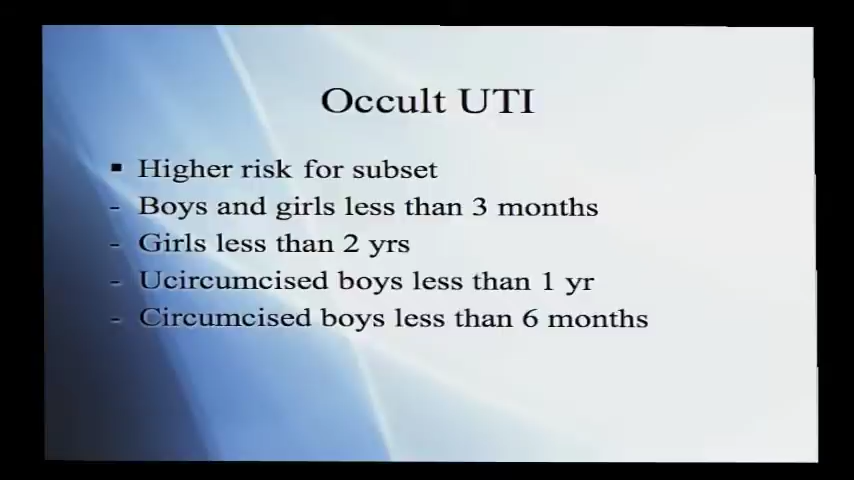 Occult UTI
▪ Higher risk for subset
- Boys and girls less than 3 months
- Girls less than 2 yrs
- Ucircumcised boys less than 1 yr
- Circumcised boys less than 6 months